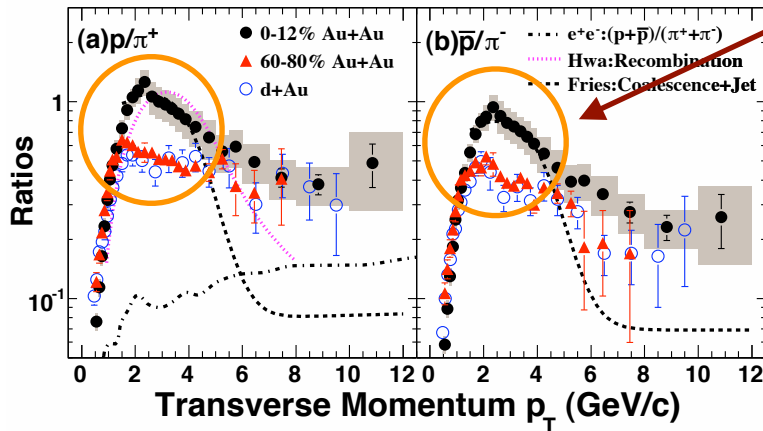 (a)p/π⁺
0-12% Au+Au
60-80% Au+Au
d+Au
(b)p̅/π⁻
e⁺e⁻:(p+p̅)/(π⁺+π⁻)
Hwa:Recombination
Fries:Coalescence+Jet
Ratios
1
10⁻¹
0 2 4 6 8 10 12
0 2 4 6 8 10 12
Transverse Momentum p_T (GeV/c)